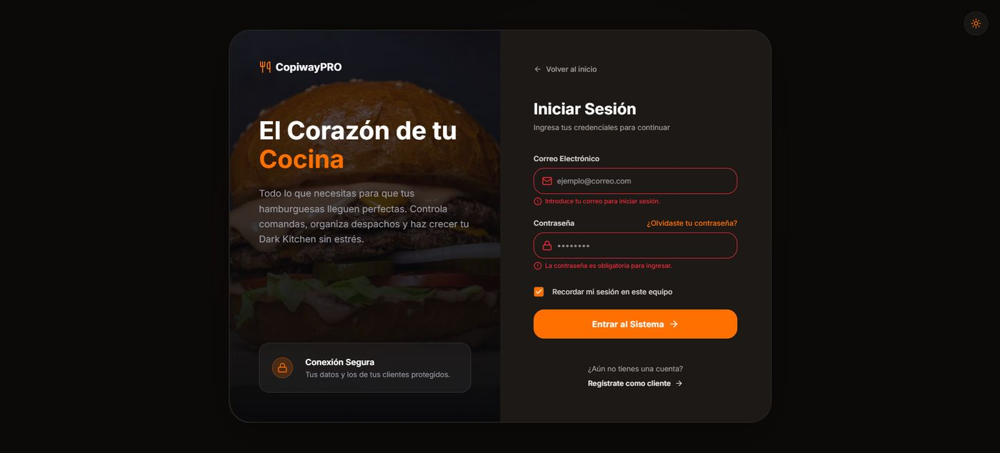 CopiwayPRO
El Corazón de tu
Cocina
Todo lo que necesitas para que tus
hamburguesas lleguen perfectas. Controla
comandas, organiza despachos y haz crecer tu
Dark Kitchen sin estrés.
Conexión Segura
Tus datos y los de tus clientes protegidos.
Volver al inicio
Iniciar Sesión
Ingresa tus credenciales para continuar
Correo Electrónico
ejemplo@correo.com
Introduce tu correo para iniciar sesión.
Contraseña
¿Olvidaste tu contraseña?
••••••••
La contraseña es obligatoria para ingresar.
Recordar mi sesión en este equipo
Entrar al Sistema
¿Aún no tienes una cuenta?
Regístrate como cliente